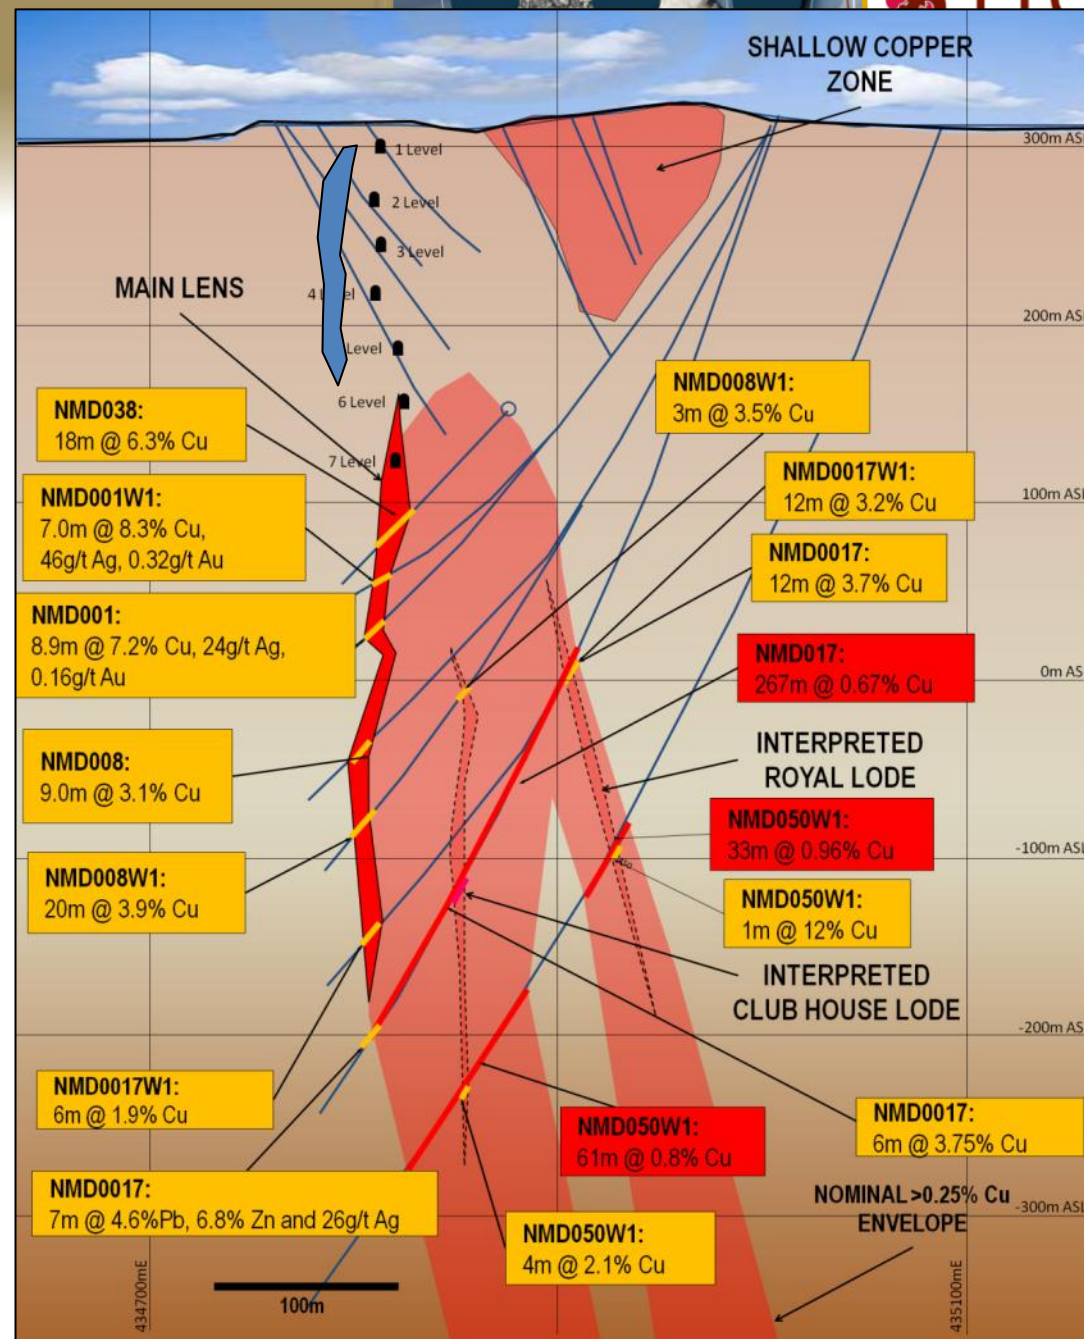 SHALLOW COPPER
ZONE
300m ASL
1 Level
2 Level
3 Level
MAIN LENS
4 Level
200m ASL
Level
NMD008W1:
3m @ 3.5% Cu
NMD038:
18m @ 6.3% Cu
6 Level
7 Level
NMD0017W1:
12m @ 3.2% Cu
100m ASL
NMD001W1:
7.0m @ 8.3% Cu,
46g/t Ag, 0.32g/t Au
NMD0017:
12m @ 3.7% Cu
NMD001:
8.9m @ 7.2% Cu, 24g/t Ag,
0.16g/t Au
NMD017:
267m @ 0.67% Cu
0m ASL
INTERPRETED
ROYAL LODE
NMD008:
9.0m @ 3.1% Cu
NMD050W1:
33m @ 0.96% Cu
-100m ASL
NMD008W1:
20m @ 3.9% Cu
NMD050W1:
1m @ 12% Cu
INTERPRETED
CLUB HOUSE LODE
-200m ASL
NMD0017W1:
6m @ 1.9% Cu
NMD050W1:
61m @ 0.8% Cu
NMD0017:
6m @ 3.75% Cu
NMD0017:
7m @ 4.6%Pb, 6.8% Zn and 26g/t Ag
NOMINAL >0.25% Cu
ENVELOPE
-300m ASL
NMD050W1:
4m @ 2.1% Cu
434700mE
100m
435100mE